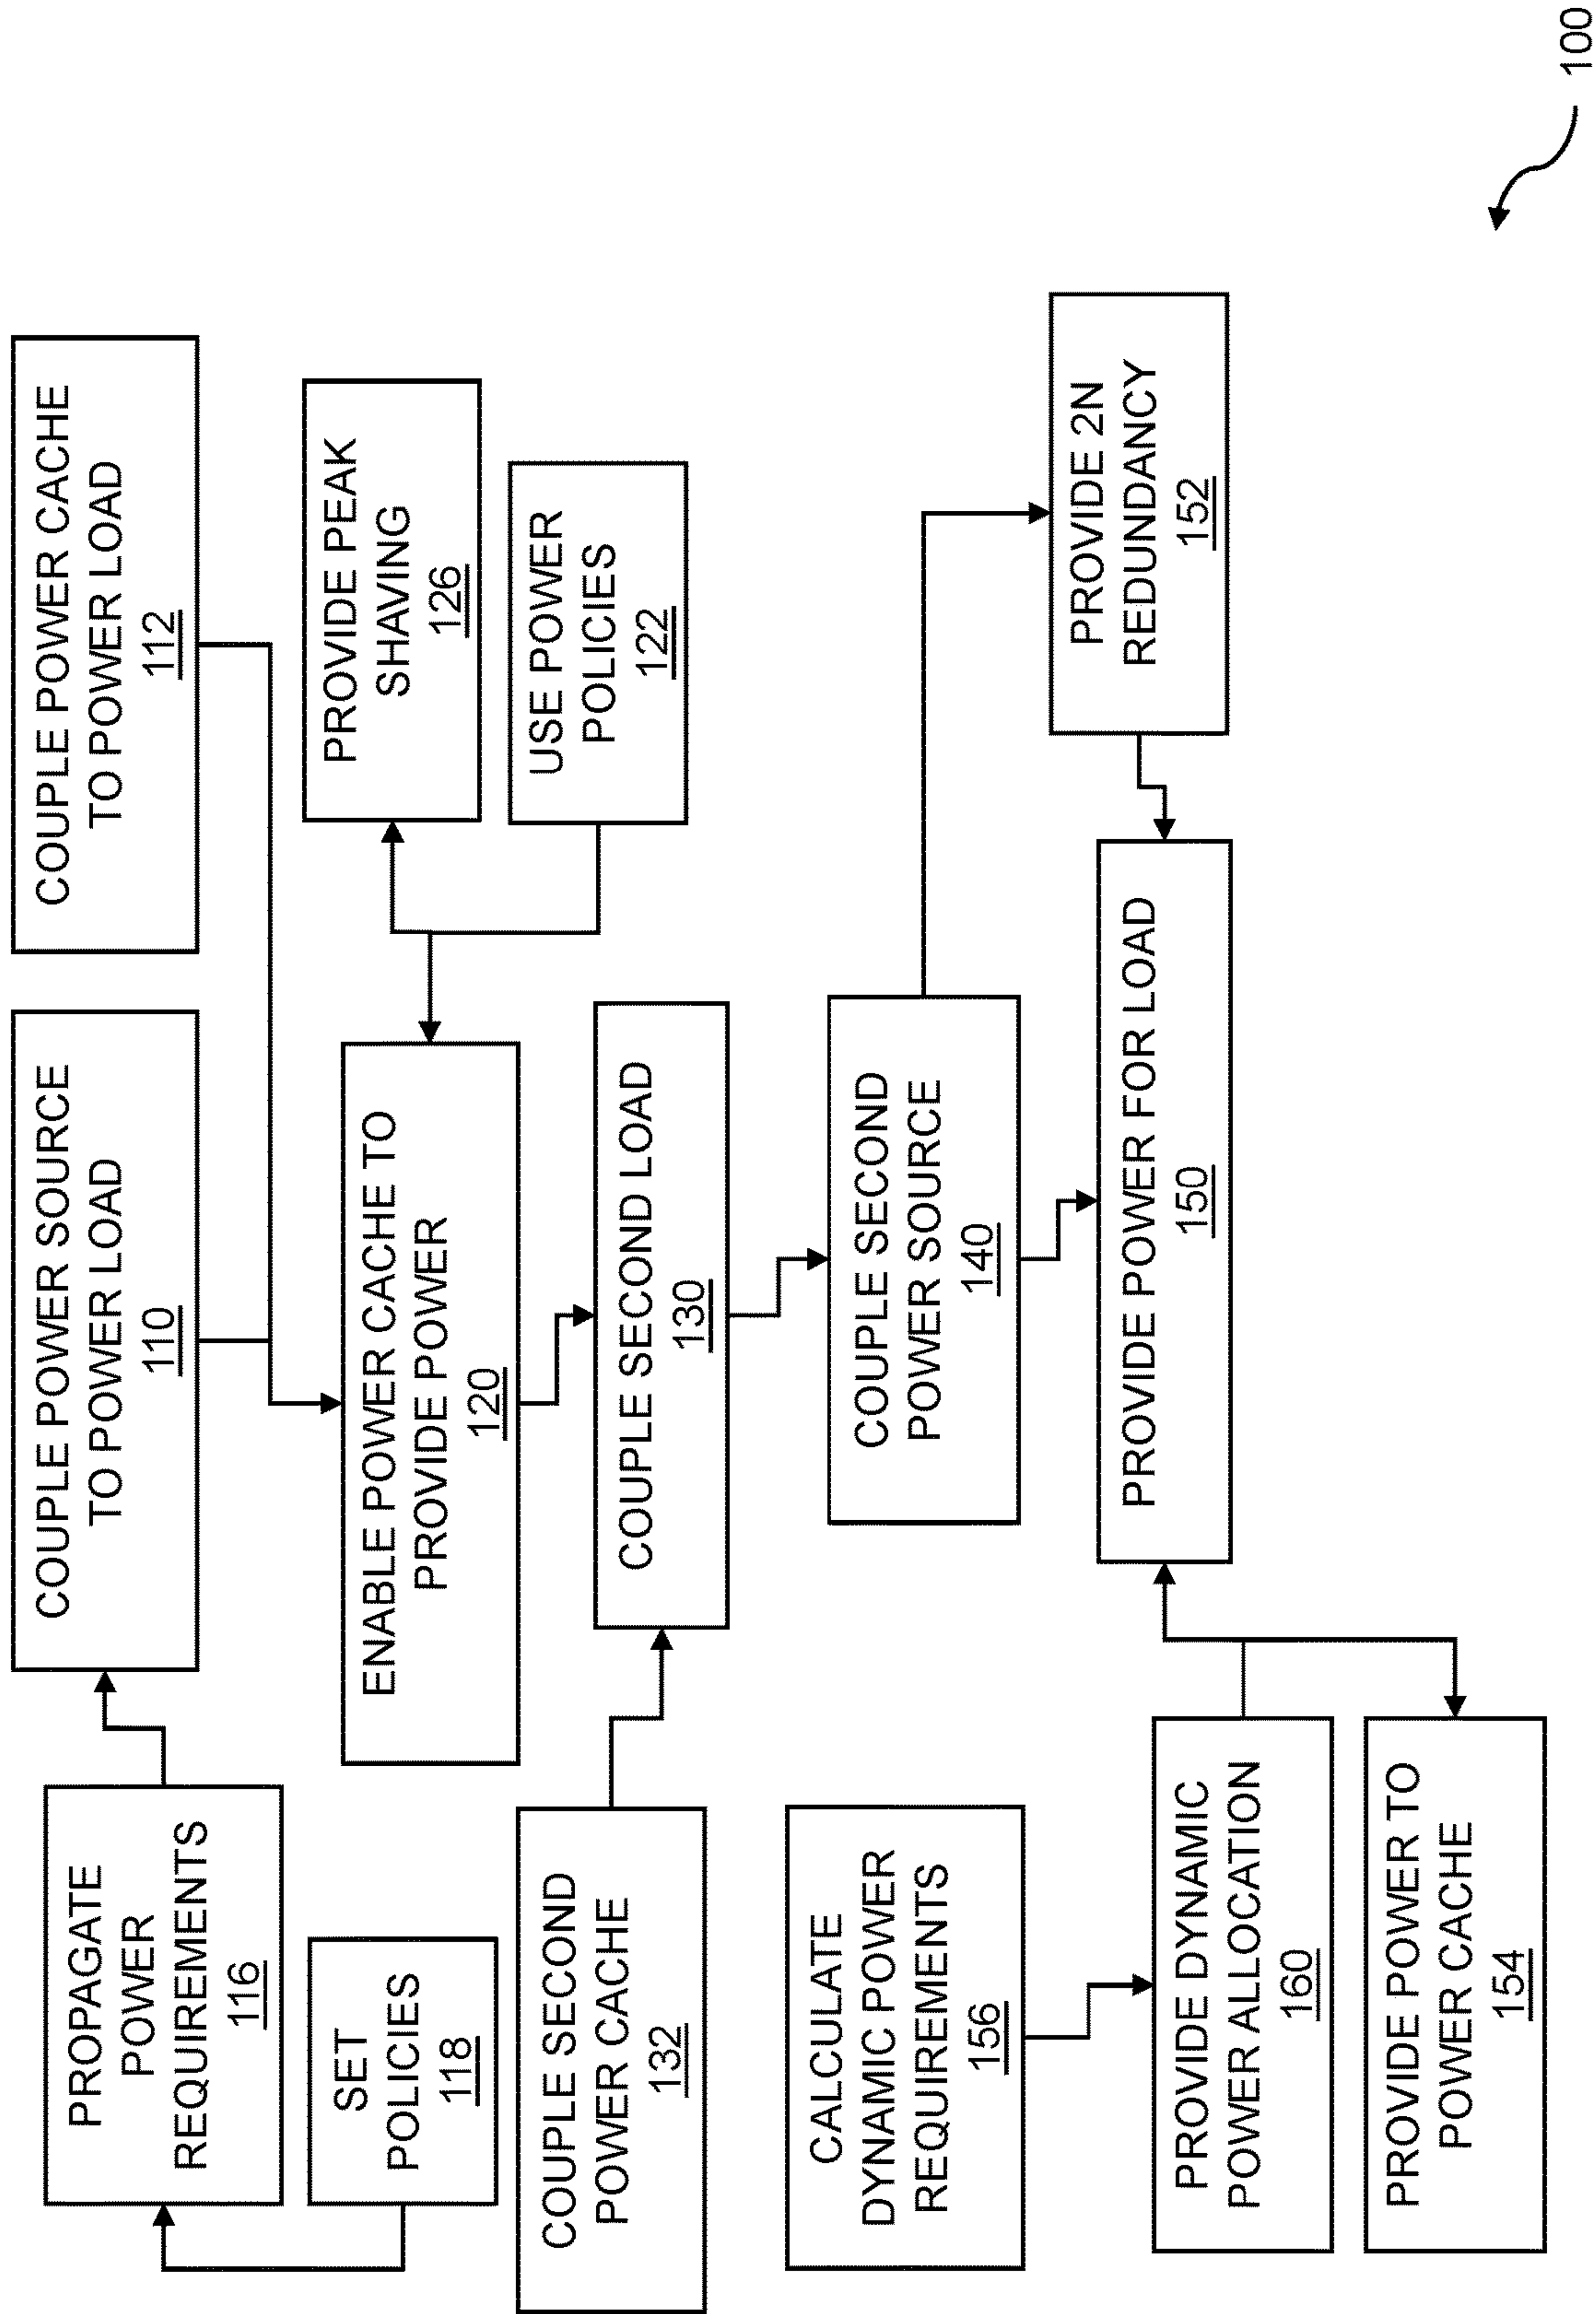 PROPAGATE
POWER
REQUIREMENTS
116
COUPLE POWER SOURCE
TO POWER LOAD
110
COUPLE POWER CACHE
TO POWER LOAD
112
SET
POLICIES
118
ENABLE POWER CACHE TO
PROVIDE POWER
120
PROVIDE PEAK
SHAVING
126
USE POWER
POLICIES
122
COUPLE SECOND
POWER CACHE
132
COUPLE SECOND LOAD
130
CALCULATE
DYNAMIC POWER
REQUIREMENTS
156
COUPLE SECOND
POWER SOURCE
140
PROVIDE 2N
REDUNDANCY
152
PROVIDE DYNAMIC
POWER ALLOCATION
160
PROVIDE POWER FOR LOAD
150
PROVIDE POWER TO
POWER CACHE
154
100